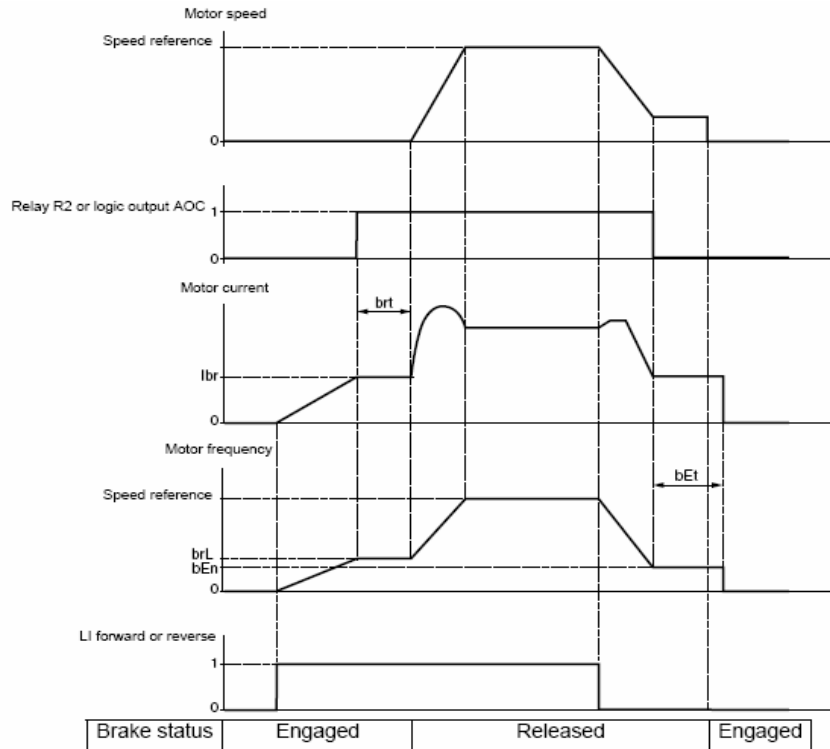 Motor speed
Speed reference
0
Relay R2 or logic output AOC
1
0
Motor current
brt
Ibr
0
Motor frequency
bEt
Speed reference
brL
bEn
0
LI forward or reverse
1
0
Brake status Engaged Released Engaged